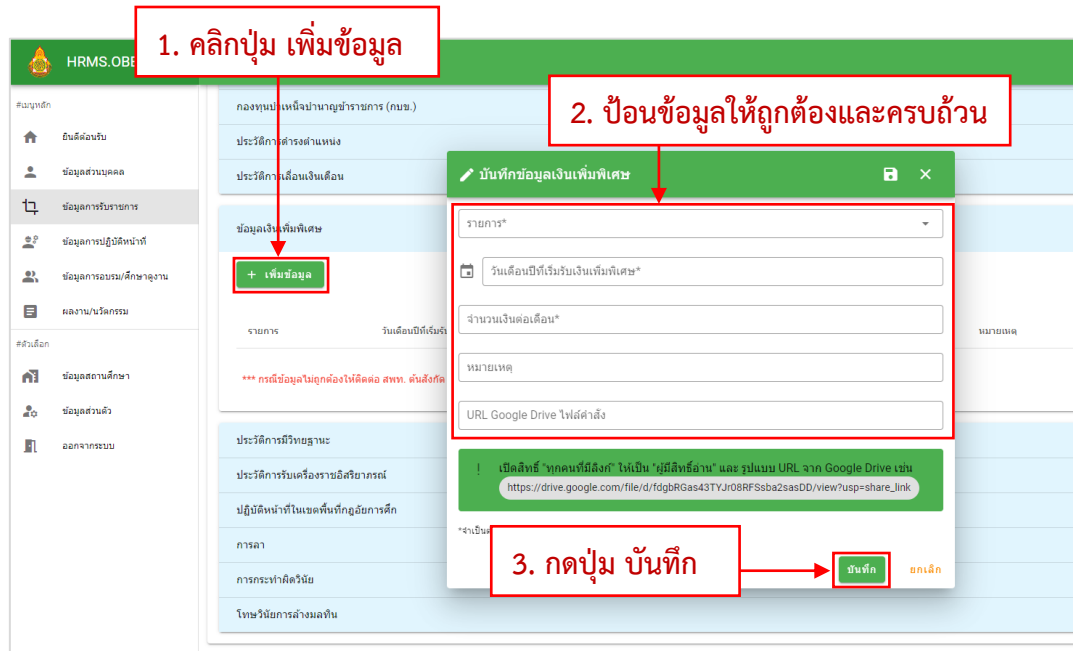 1. คลิกปุ่ม เพิ่มข้อมูล
HRMS.OBE
2. ป้อนข้อมูลให้ถูกต้องและครบถ้วน
#เมนูหลัก
ยินดีต้อนรับ
ข้อมูลส่วนบุคคล
ข้อมูลการรับราชการ
ข้อมูลการปฏิบัติหน้าที่
ข้อมูลการอบรม/ศึกษาดูงาน
ผลงาน/นวัตกรรม
#ตัวเลือก
ข้อมูลสถานศึกษา
ข้อมูลส่วนตัว
ออกจากระบบ
กองทุนบำเหน็จบำนาญข้าราชการ (กบข.)
ประวัติการดำรงตำแหน่ง
ประวัติการเลื่อนเงินเดือน
ข้อมูลเงินเพิ่มพิเศษ
+ เพิ่มข้อมูล
รายการ
วันเดือนปีที่เริ่มรับ
หมายเหตุ
*** กรณีข้อมูลไม่ถูกต้องให้ติดต่อ สพท. ต้นสังกัด
ประวัติการมีวิทยฐานะ
ประวัติการรับเครื่องราชอิสริยาภรณ์
ปฏิบัติหน้าที่ในเขตพื้นที่กฎอัยการศึก
การลา
การกระทำผิดวินัย
โทษวินัยการล้างมลทิน
บันทึกข้อมูลเงินเพิ่มพิเศษ
รายการ*
วันเดือนปีที่เริ่มรับเงินเพิ่มพิเศษ*
จำนวนเงินต่อเดือน*
หมายเหตุ
URL Google Drive ไฟล์คำสั่ง
! เปิดสิทธิ์ "ทุกคนที่มีลิงก์" ให้เป็น "ผู้มีสิทธิ์อ่าน" และ รูปแบบ URL จาก Google Drive เช่น
https://drive.google.com/file/d/fdgbRGas43TYJr08RFSsba2sasDD/view?usp=share_link
*จำเป็น
3. กดปุ่ม บันทึก
บันทึก
ยกเลิก